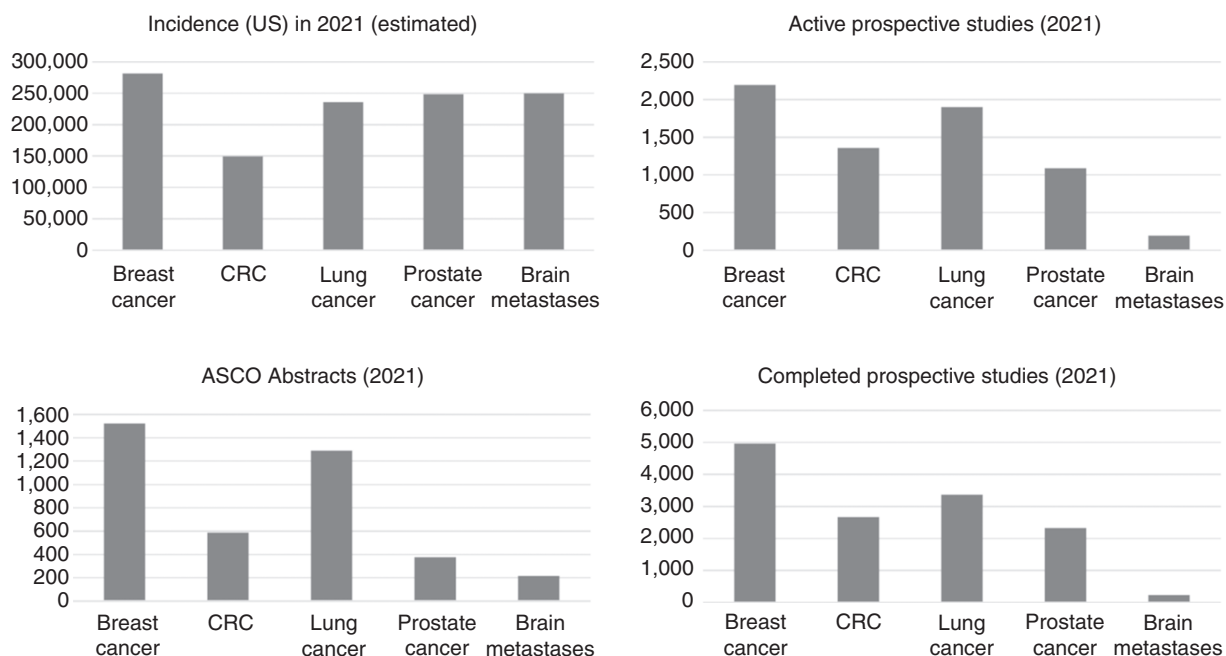 Incidence (US) in 2021 (estimated)
300,000
250,000
200,000
150,000
100,000
50,000
0
Breast
cancer
CRC
Lung
cancer
Prostate
cancer
Brain
metastases
Active prospective studies (2021)
2,500
2,000
1,500
1,000
500
0
Breast
cancer
CRC
Lung
cancer
Prostate
cancer
Brain
metastases
ASCO Abstracts (2021)
1,600
1,400
1,200
1,000
800
600
400
200
0
Breast
cancer
CRC
Lung
cancer
Prostate
cancer
Brain
metastases
Completed prospective studies (2021)
6,000
5,000
4,000
3,000
2,000
1,000
0
Breast
cancer
CRC
Lung
cancer
Prostate
cancer
Brain
metastases